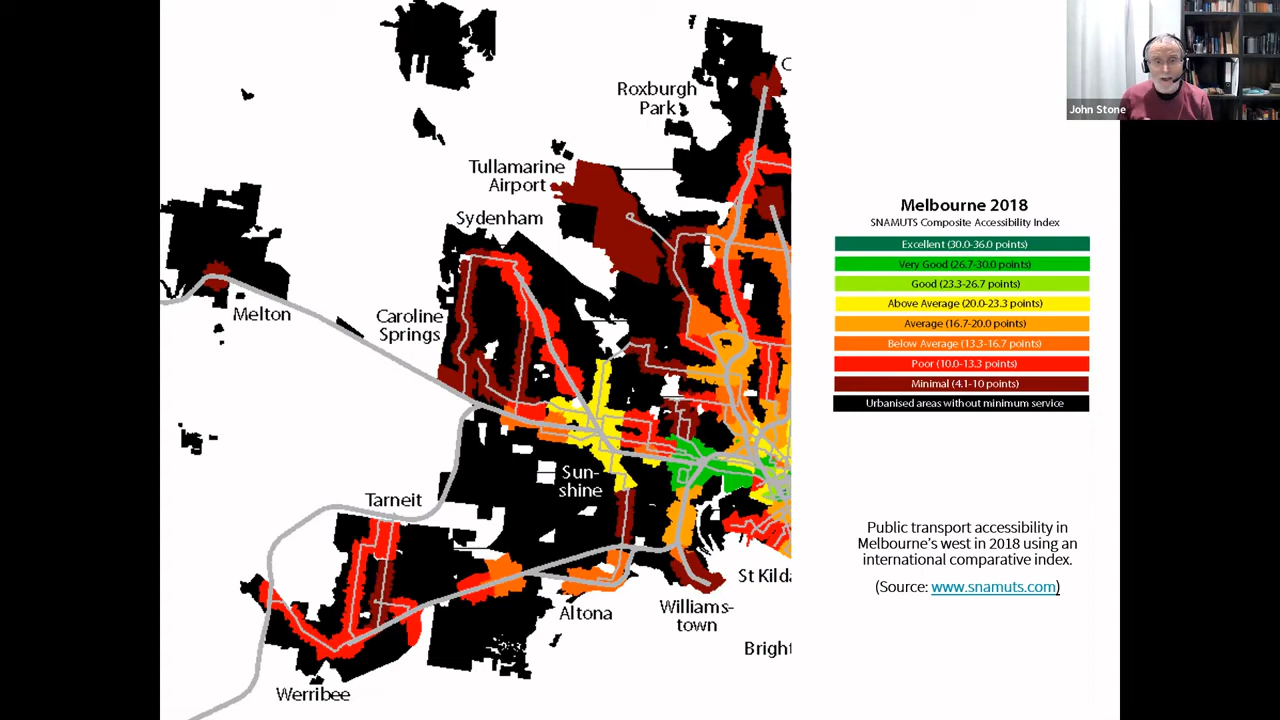 John Stone
C
Roxburgh
Park
Tullamarine
Airport
Sydenham
Melton
Caroline
Springs
Sun-
shine
Tarneit
Altona
Williams-
town
St Kilda
Bright
Werribee
Melbourne 2018
SNAMUTS Composite Accessibility Index
Excellent (30.0-36.0 points)
Very Good (26.7-30.0 points)
Good (23.3-26.7 points)
Above Average (20.0-23.3 points)
Average (16.7-20.0 points)
Below Average (13.3-16.7 points)
Poor (10.0-13.3 points)
Minimal (4.1-10 points)
Urbanised areas without minimum service
Public transport accessibility in
Melbourne's west in 2018 using an
international comparative index.
(Source: www.snamuts.com)